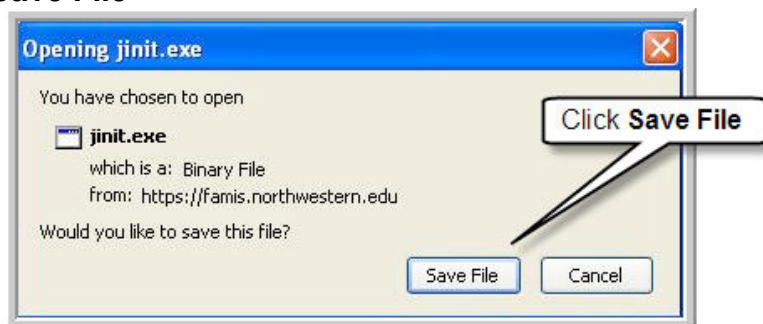 Save File
Opening jinit.exe
You have chosen to open
Click Save File
jinit.exe
which is a: Binary File
from: https://famis.northwestern.edu
Would you like to save this file?
Save File
Cancel